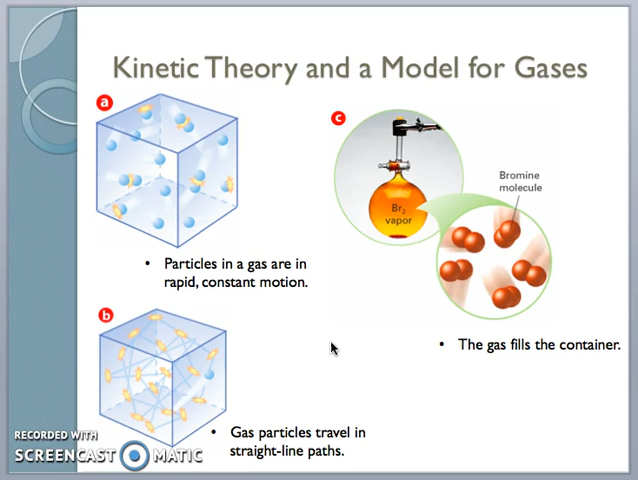 Kinetic Theory and a Model for Gases
a
c
Bromine
molecule
Br₂
vapor
• Particles in a gas are in
rapid, constant motion.
b
• The gas fills the container.
• Gas particles travel in
straight-line paths.
RECORDED WITH
SCREENCAST MATIC